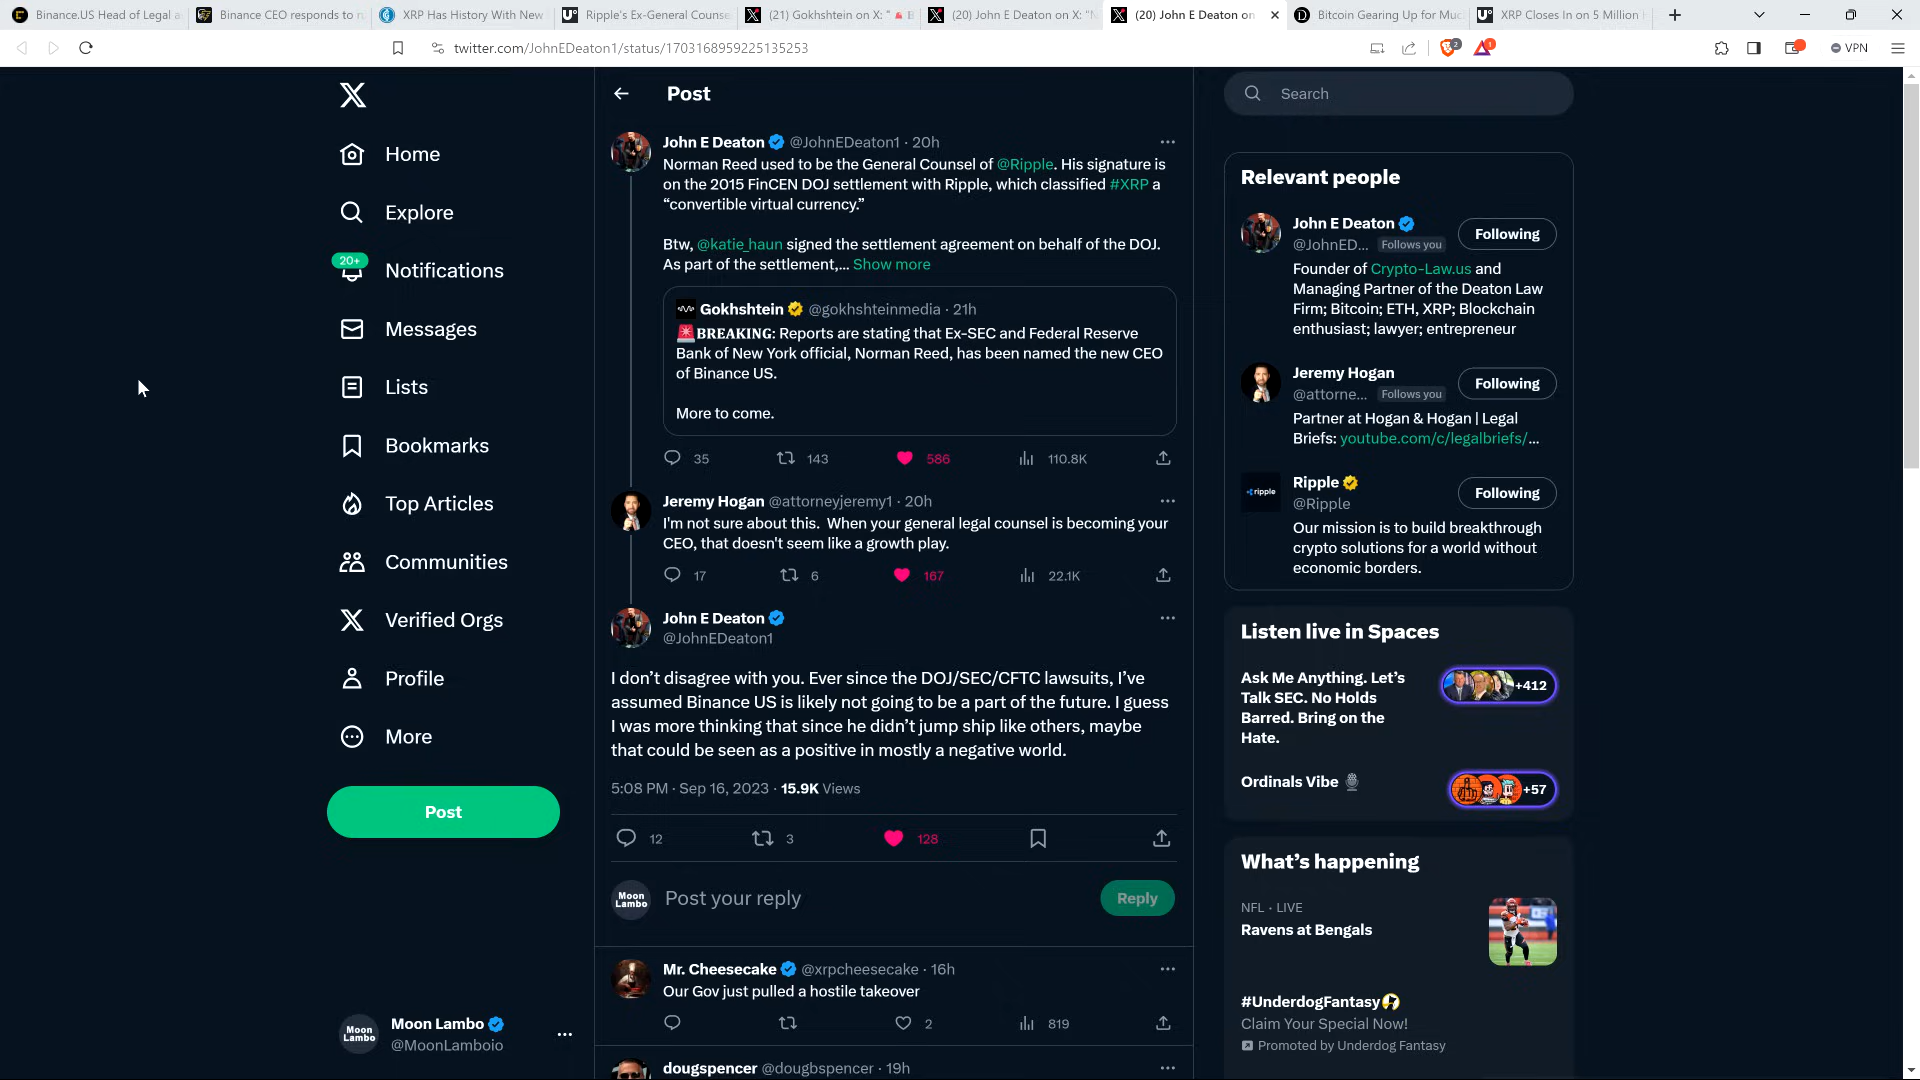 Binance.US Head of Legal a
Binance CEO responds to ru
XRP Has History With New
Ripple's Ex-General Counse
(21) Gokhshtein on X: "
(20) John E Deaton on X: "N
(20) John E Deaton on
Bitcoin Gearing Up for Muc
XRP Closes In on 5 Million
twitter.com/JohnEDeaton1/status/1703168959225135253
2
1
VPN
Home
Explore
20+
Notifications
Messages
Lists
Bookmarks
Top Articles
Communities
Verified Orgs
Profile
More
Post
Moon Lambo
Moon Lambo
@MoonLamboio
Post
John E Deaton @JohnEDeaton1 · 20h
Norman Reed used to be the General Counsel of @Ripple. His signature is
on the 2015 FinCEN DOJ settlement with Ripple, which classified #XRP a
“convertible virtual currency.”
Btw, @katie_haun signed the settlement agreement on behalf of the DOJ.
As part of the settlement,... Show more
Gokhshtein @gokhshteinmedia · 21h
🚨BREAKING: Reports are stating that Ex-SEC and Federal Reserve
Bank of New York official, Norman Reed, has been named the new CEO
of Binance US.
More to come.
35 143 586 110.8K
Jeremy Hogan @attorneyjeremy1 · 20h
I'm not sure about this. When your general legal counsel is becoming your
CEO, that doesn't seem like a growth play.
17 6 167 22.1K
John E Deaton
@JohnEDeaton1
I don’t disagree with you. Ever since the DOJ/SEC/CFTC lawsuits, I’ve
assumed Binance US is likely not going to be a part of the future. I guess
I was more thinking that since he didn’t jump ship like others, maybe
that could be seen as a positive in mostly a negative world.
5:08 PM · Sep 16, 2023 · 15.9K Views
12 3 128
Moon Lambo
Post your reply
Reply
Mr. Cheesecake @xrpcheesecake · 16h
Our Gov just pulled a hostile takeover
2 819
dougspencer @dougbspencer · 19h
Search
Relevant people
John E Deaton
@JohnED... Follows you
Following
Founder of Crypto-Law.us and
Managing Partner of the Deaton Law
Firm; Bitcoin; ETH, XRP; Blockchain
enthusiast; lawyer; entrepreneur
Jeremy Hogan
@attorne... Follows you
Following
Partner at Hogan & Hogan | Legal
Briefs: youtube.com/c/legalbriefs/...
ripple
Ripple
@Ripple
Following
Our mission is to build breakthrough
crypto solutions for a world without
economic borders.
Listen live in Spaces
Ask Me Anything. Let’s
Talk SEC. No Holds
Barred. Bring on the
Hate.
+412
Ordinals Vibe 🎙️
+57
What’s happening
NFL · LIVE
Ravens at Bengals
#UnderdogFantasy
Claim Your Special Now!
Promoted by Underdog Fantasy